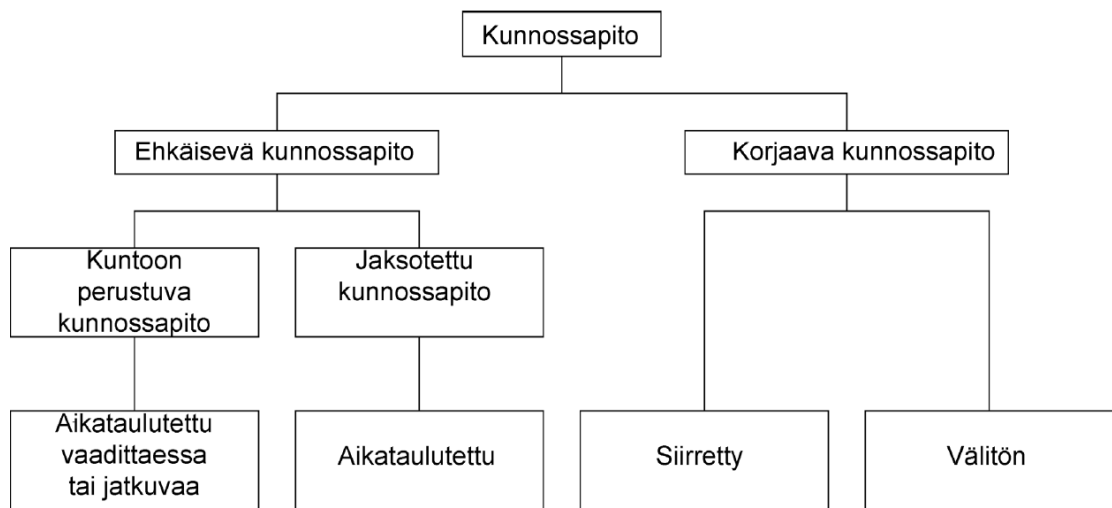 Kunnossapito
Ehkäisevä kunnossapito
Korjaava kunnossapito
Kuntoon
perustuva
kunnossapito
Jaksotettu
kunnossapito
Aikataulutettu
vaadittaessa
tai jatkuvaa
Aikataulutettu
Siirretty
Välitön